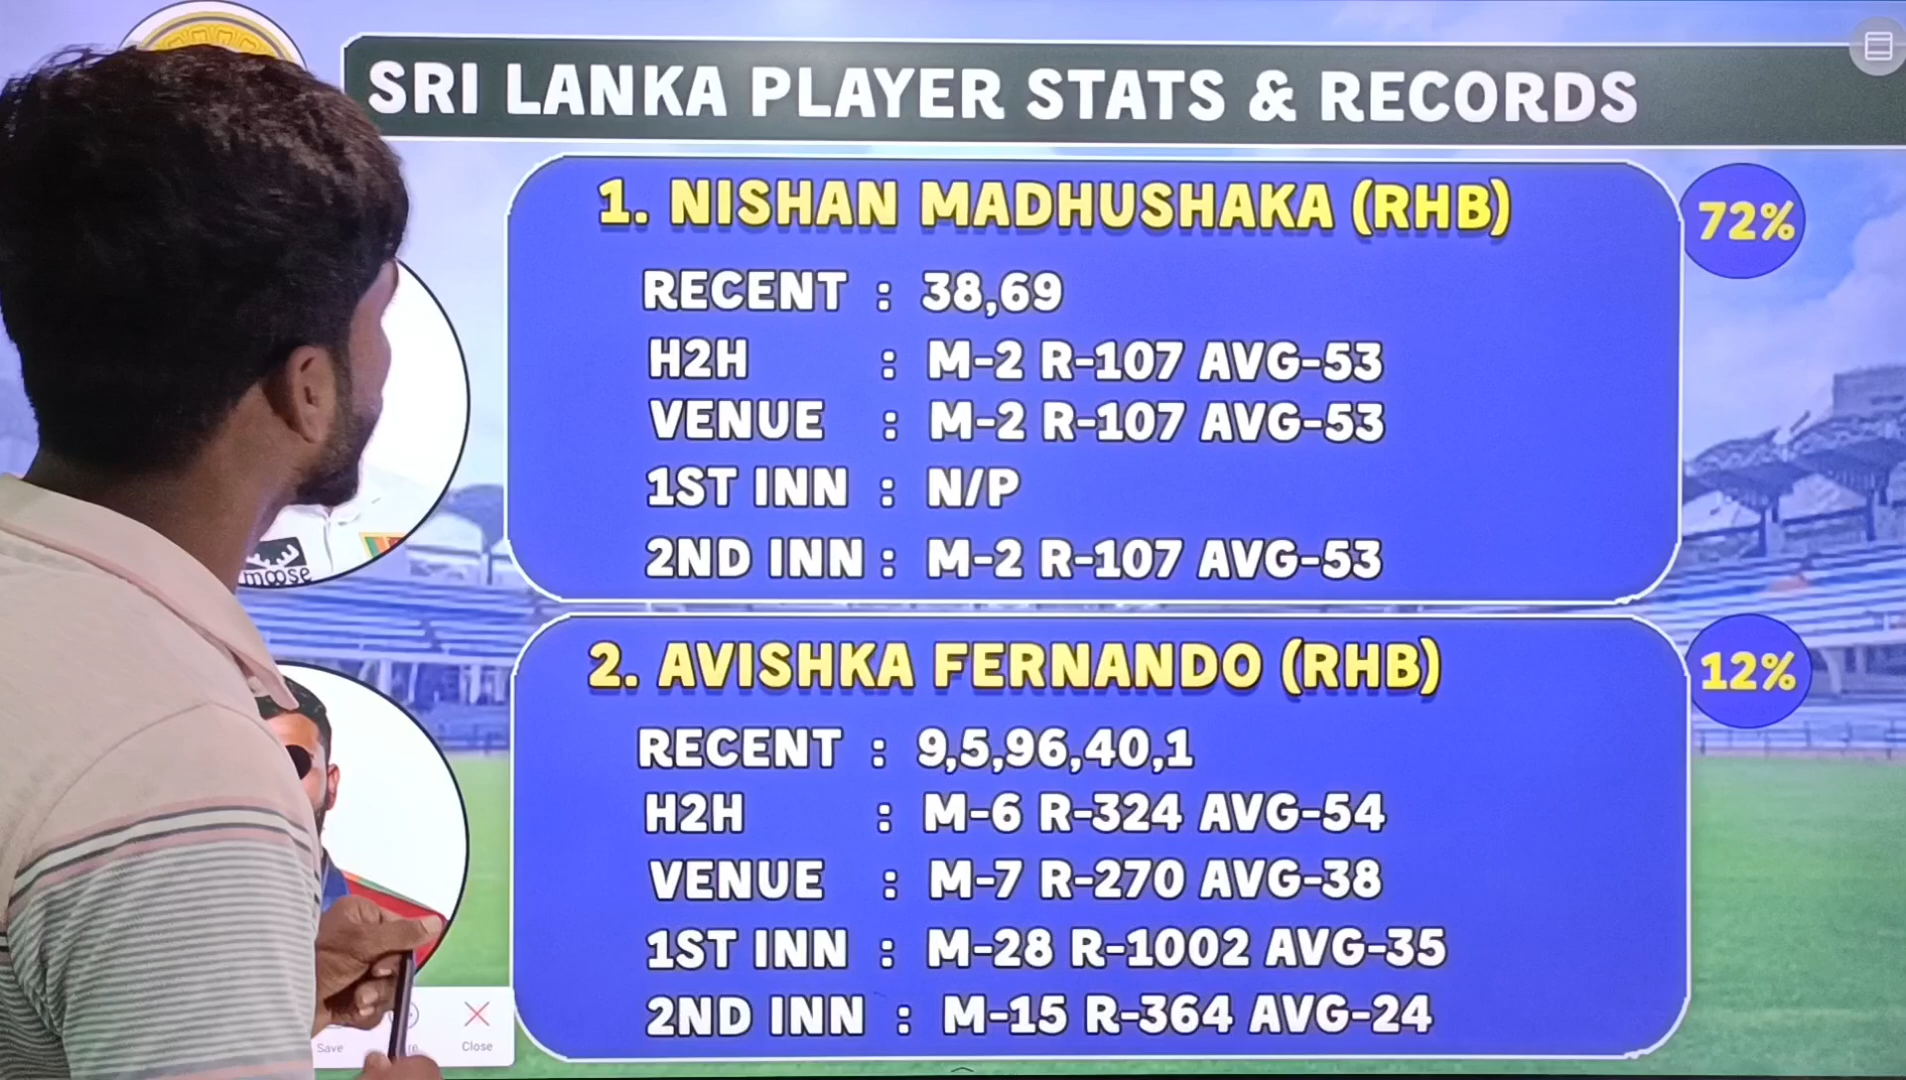 SRI LANKA PLAYER STATS & RECORDS
1. NISHAN MADHUSHAKA (RHB)
72%
RECENT : 38,69
H2H : M-2 R-107 AVG-53
VENUE : M-2 R-107 AVG-53
1ST INN : N/P
2ND INN : M-2 R-107 AVG-53
moose
2. AVISHKA FERNANDO (RHB)
12%
RECENT : 9,5,96,40,1
H2H : M-6 R-324 AVG-54
VENUE : M-7 R-270 AVG-38
1ST INN : M-28 R-1002 AVG-35
2ND INN : M-15 R-364 AVG-24
Save
Close